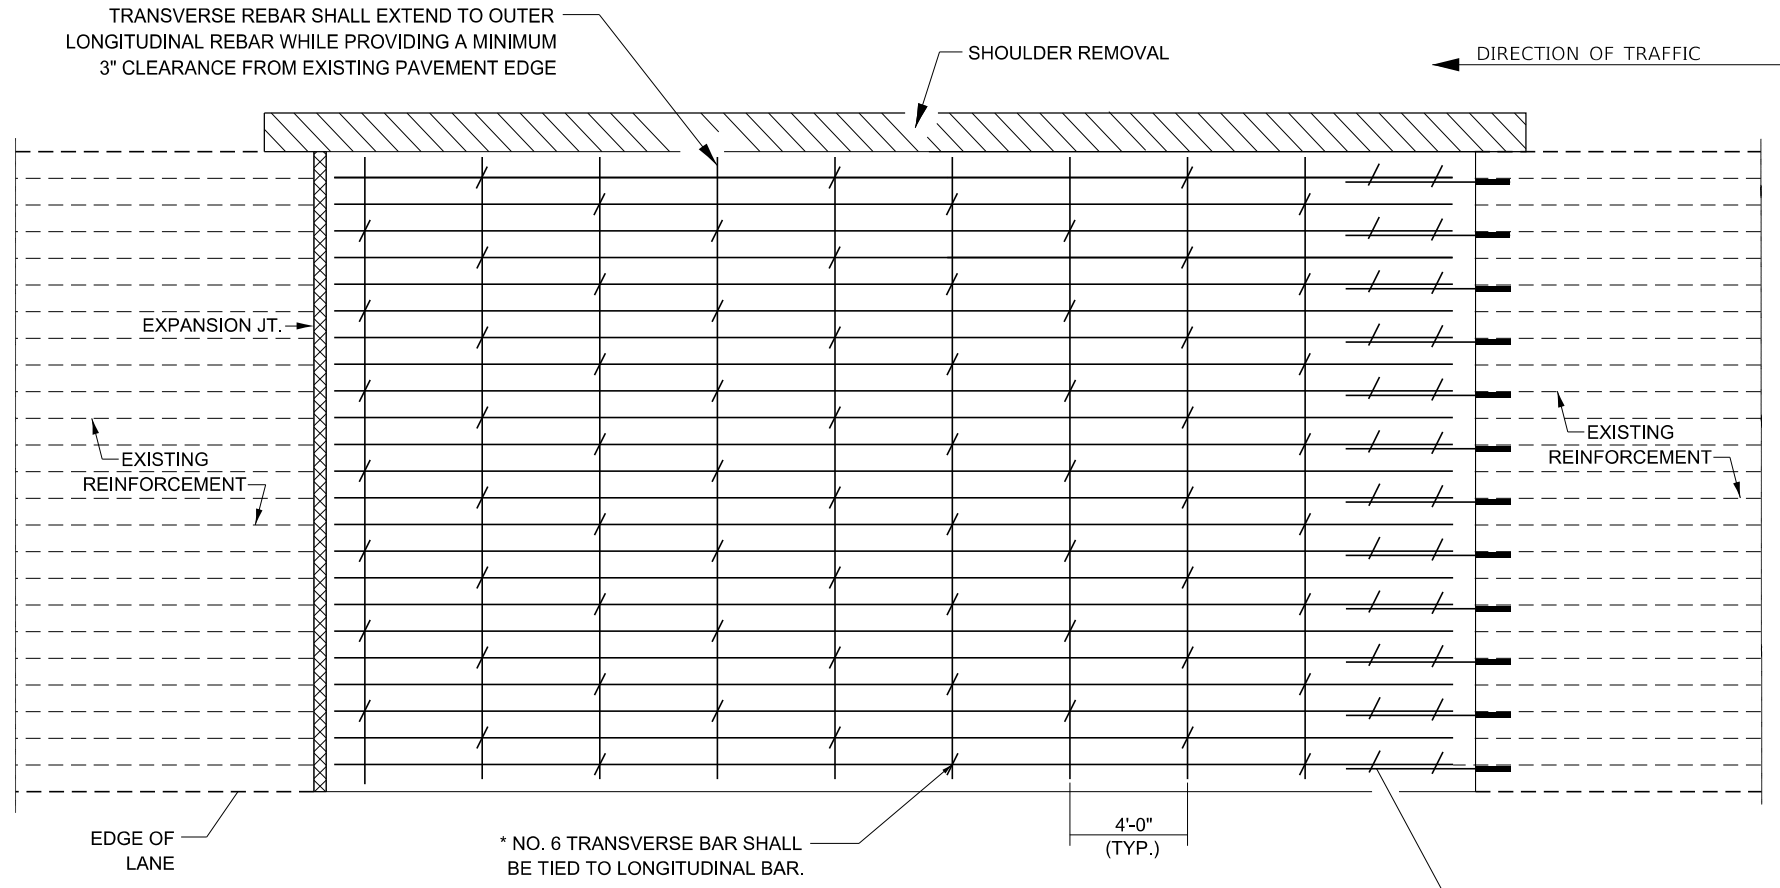 TRANSVERSE REBAR SHALL EXTEND TO OUTER
LONGITUDINAL REBAR WHILE PROVIDING A MINIMUM
3" CLEARANCE FROM EXISTING PAVEMENT EDGE
SHOULDER REMOVAL
DIRECTION OF TRAFFIC
EXPANSION JT.
EXISTING
REINFORCEMENT
EXISTING
REINFORCEMENT
EDGE OF
LANE
* NO. 6 TRANSVERSE BAR SHALL
BE TIED TO LONGITUDINAL BAR.
4'-0"
(TYP.)